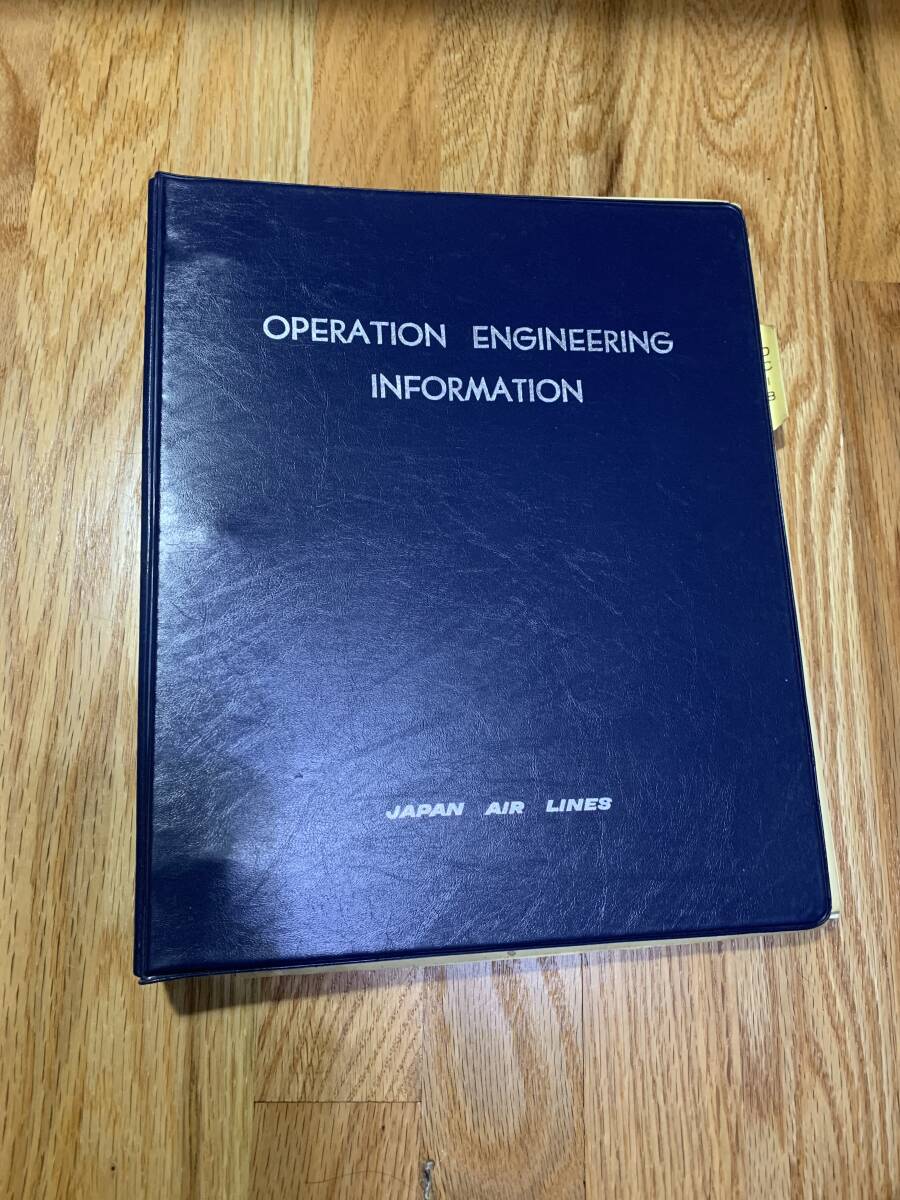 OPERATION ENGINEERING
INFORMATION
JAPAN AIR LINES